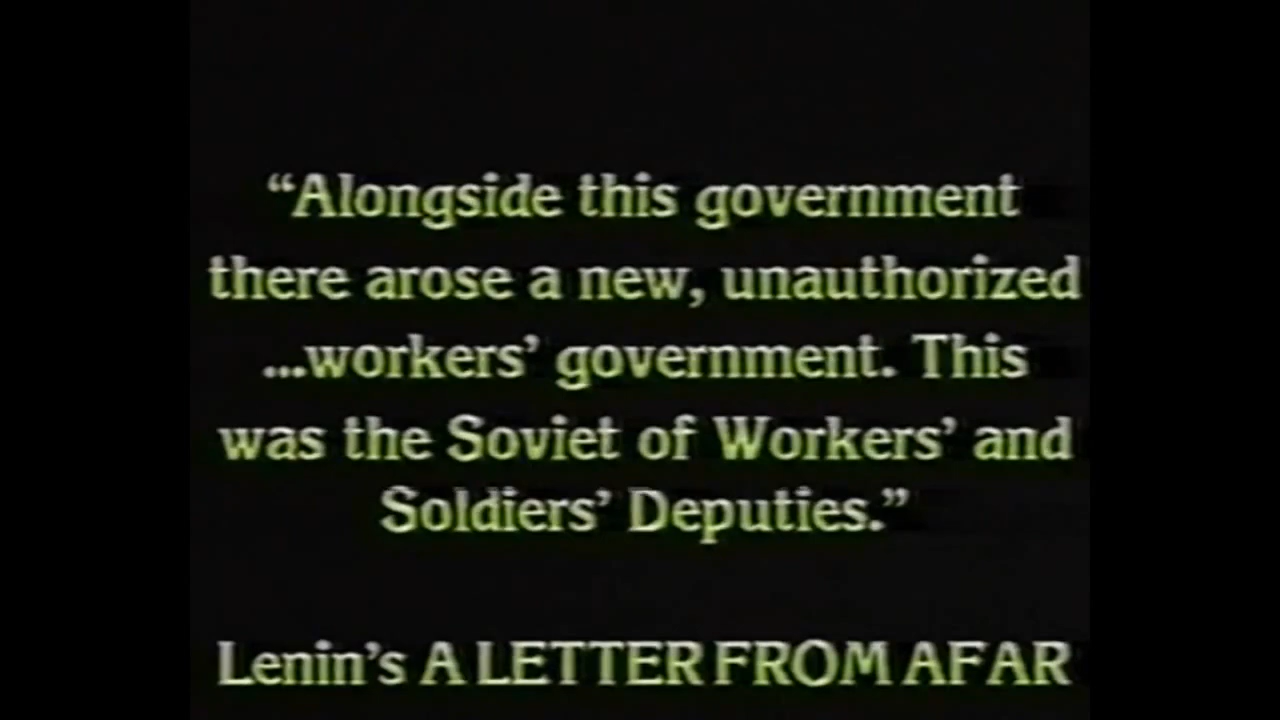 “Alongside this government
there arose a new, unauthorized
...workers’ government. This
was the Soviet of Workers’ and
Soldiers’ Deputies.”
Lenin’s A LETTER FROM AFAR